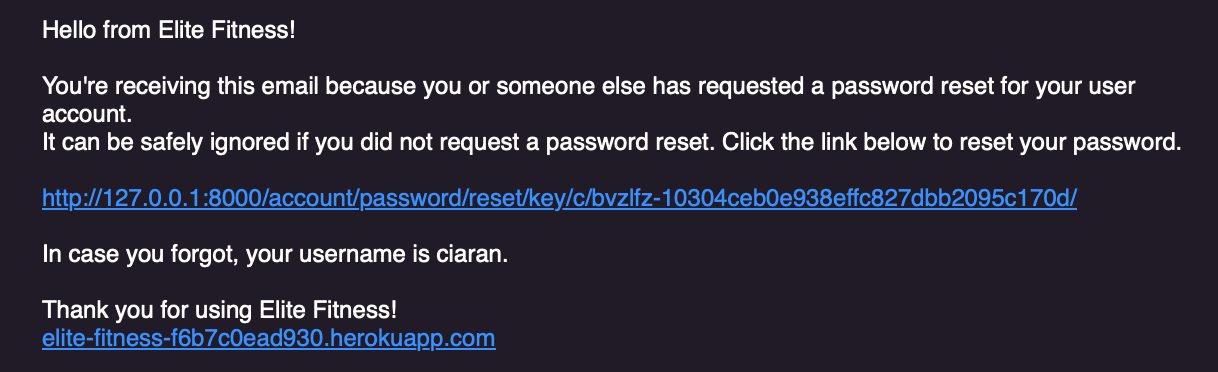 Hello from Elite Fitness!
You're receiving this email because you or someone else has requested a password reset for your user
account.
It can be safely ignored if you did not request a password reset. Click the link below to reset your password.
http://127.0.0.1:8000/account/password/reset/key/c/bvzlfz-10304ceb0e938effc827dbb2095c170d/
In case you forgot, your username is ciaran.
Thank you for using Elite Fitness!
elite-fitness-f6b7c0ead930.herokuapp.com